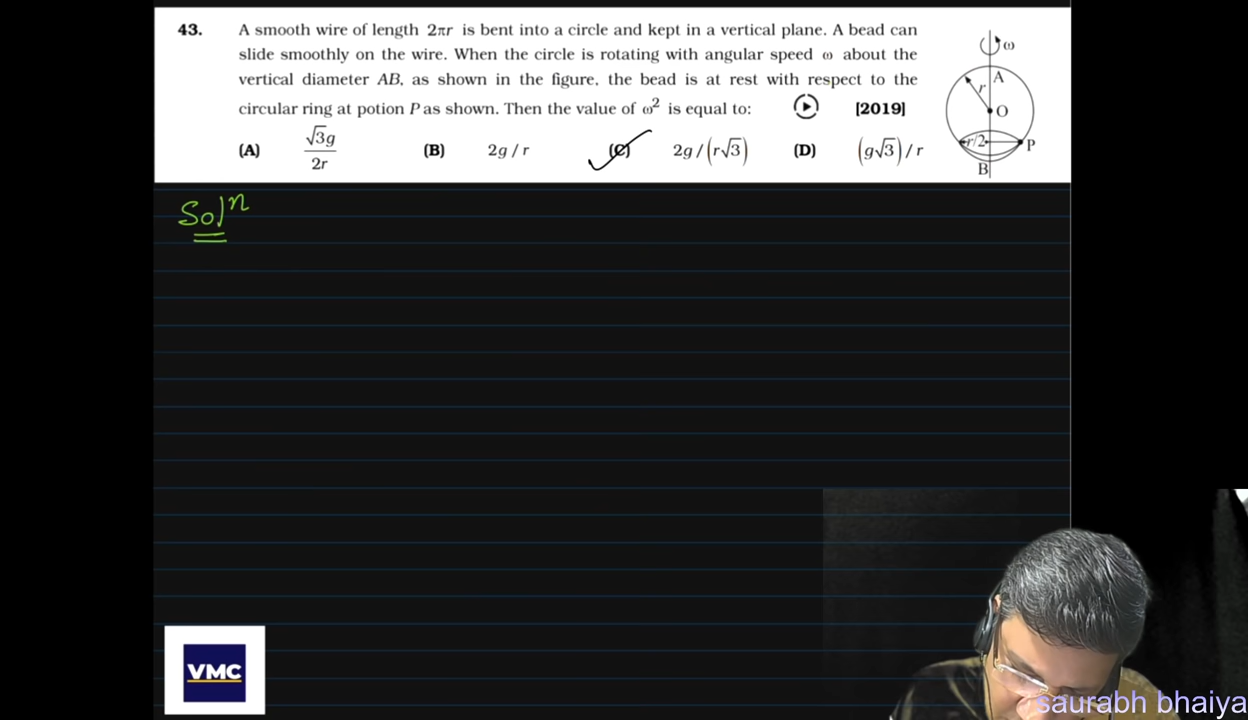 43. A smooth wire of length 2πr is bent into a circle and kept in a vertical plane. A bead can
slide smoothly on the wire. When the circle is rotating with angular speed ω about the
vertical diameter AB, as shown in the figure, the bead is at rest with respect to the
circular ring at potion P as shown. Then the value of ω² is equal to: [2019]
(A) √3g/2r (B) 2g / r (C) 2g / (r√3) (D) (g√3) / r
ω
A
r
O
r/2
P
B
Solⁿ
VMC
saurabh bhaiya